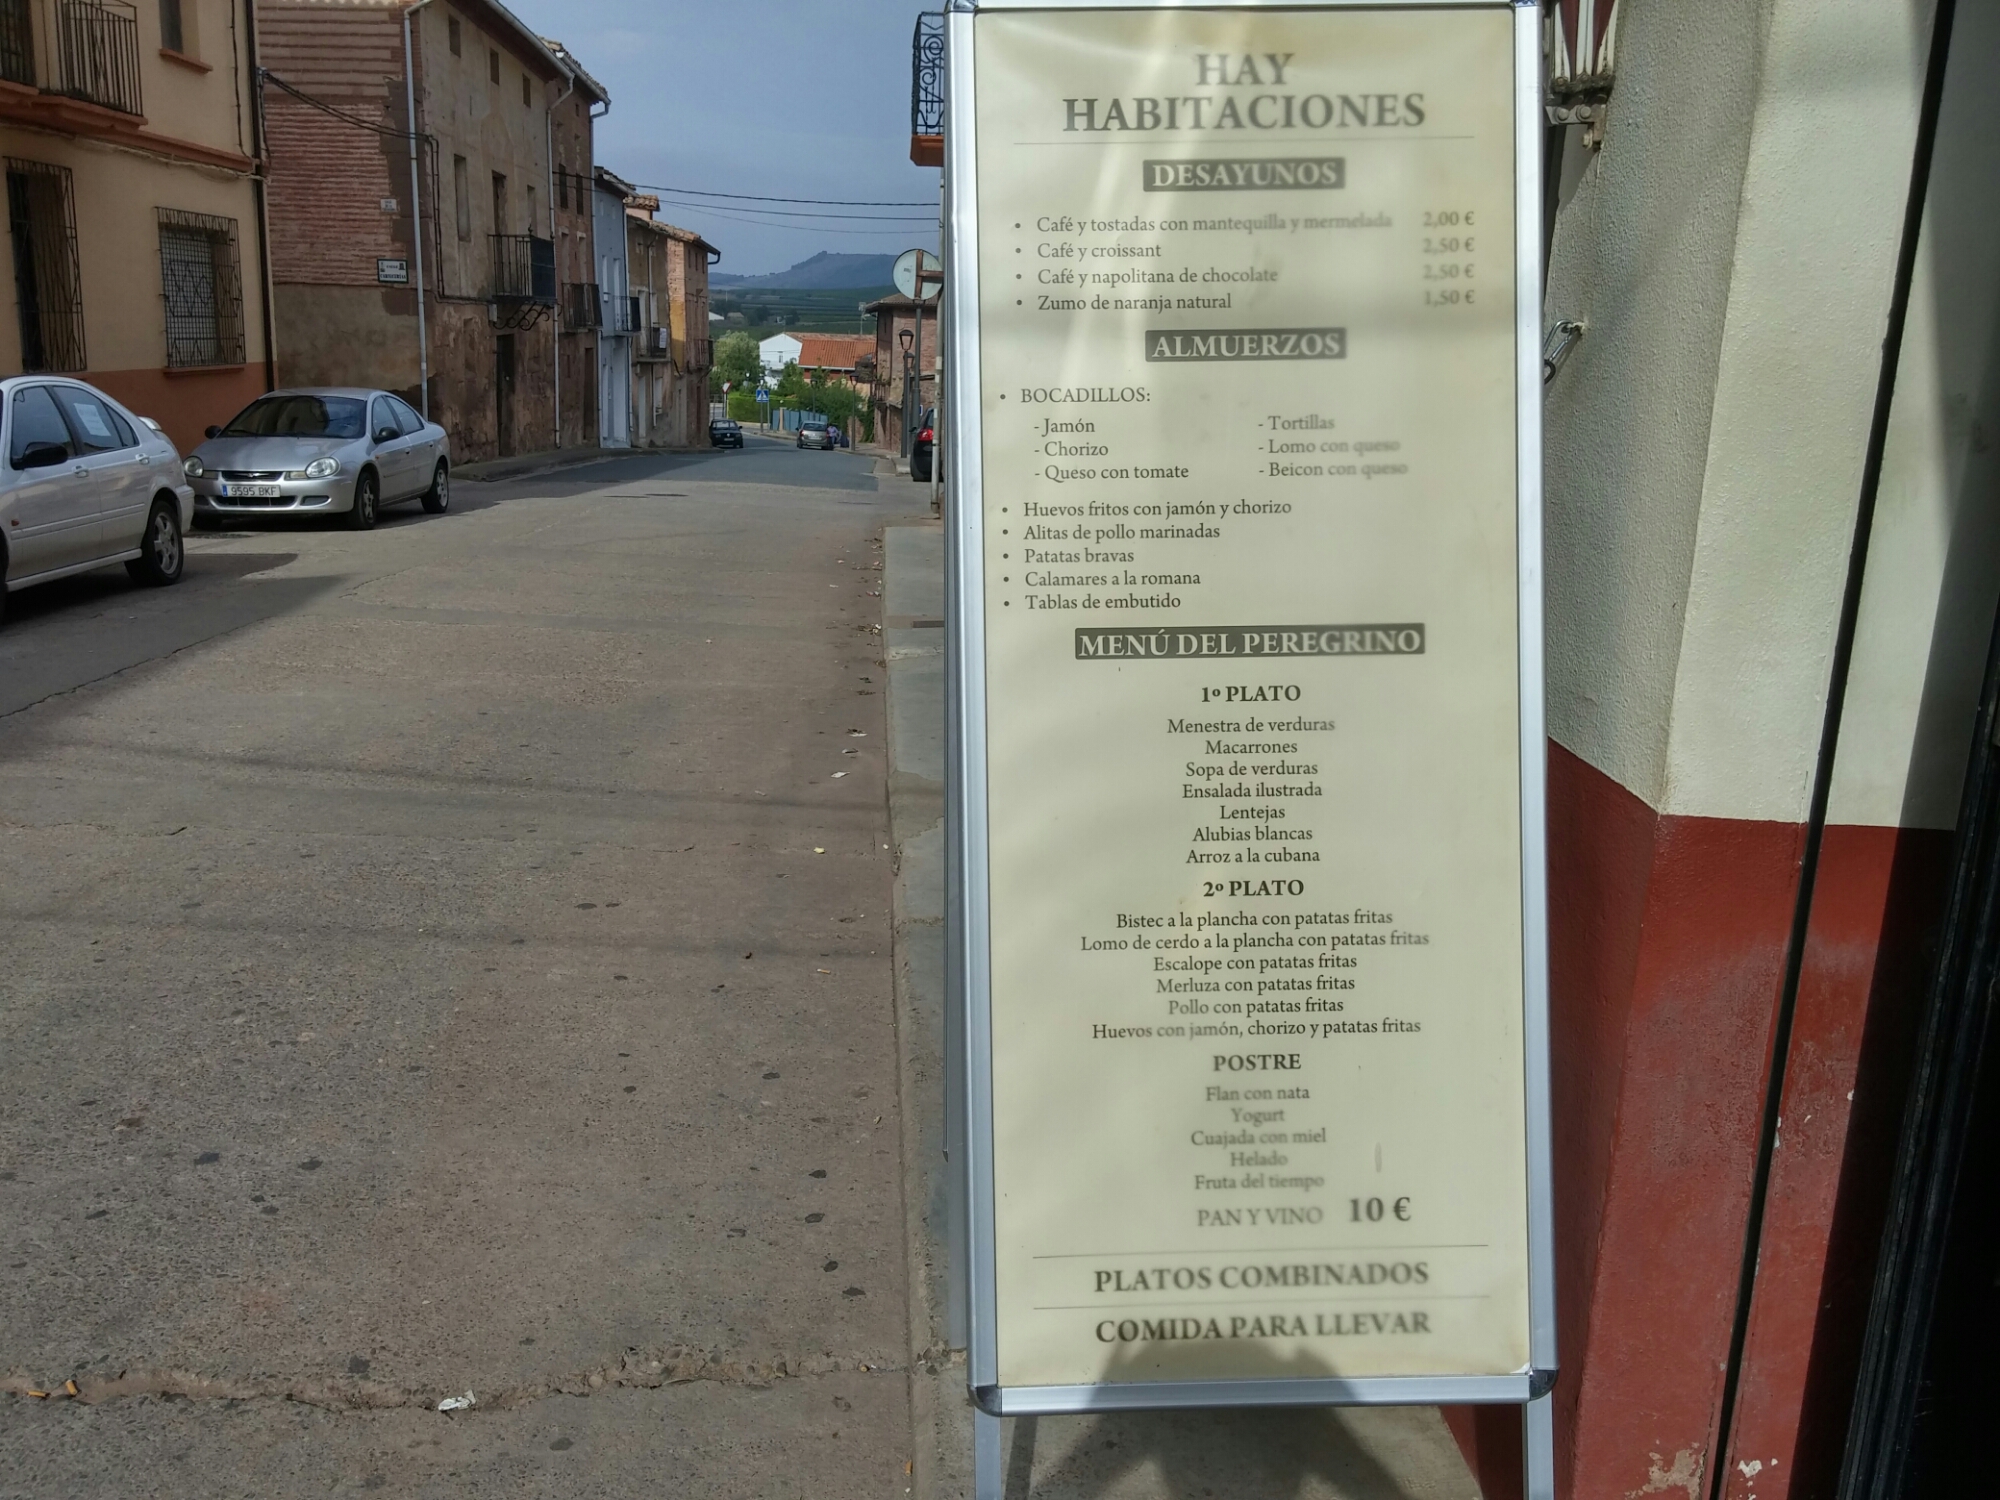 HAY
HABITACIONES
DESAYUNOS
• Café y tostadas con mantequilla y mermelada 2,00 €
• Café y croissant 2,50 €
• Café y napolitana de chocolate 2,50 €
• Zumo de naranja natural 1,50 €
ALMUERZOS
• BOCADILLOS:
- Jamón - Tortillas
- Chorizo - Lomo con queso
- Queso con tomate - Beicon con queso
• Huevos fritos con jamón y chorizo
• Alitas de pollo marinadas
• Patatas bravas
• Calamares a la romana
• Tablas de embutido
MENÚ DEL PEREGRINO
1º PLATO
Menestra de verduras
Macarrones
Sopa de verduras
Ensalada ilustrada
Lentejas
Alubias blancas
Arroz a la cubana
2º PLATO
Bistec a la plancha con patatas fritas
Lomo de cerdo a la plancha con patatas fritas
Escalope con patatas fritas
Merluza con patatas fritas
Pollo con patatas fritas
Huevos con jamón, chorizo y patatas fritas
POSTRE
Flan con nata
Yogurt
Cuajada con miel
Helado
Fruta del tiempo
PAN Y VINO 10 €
PLATOS COMBINADOS
COMIDA PARA LLEVAR
9595 BKF